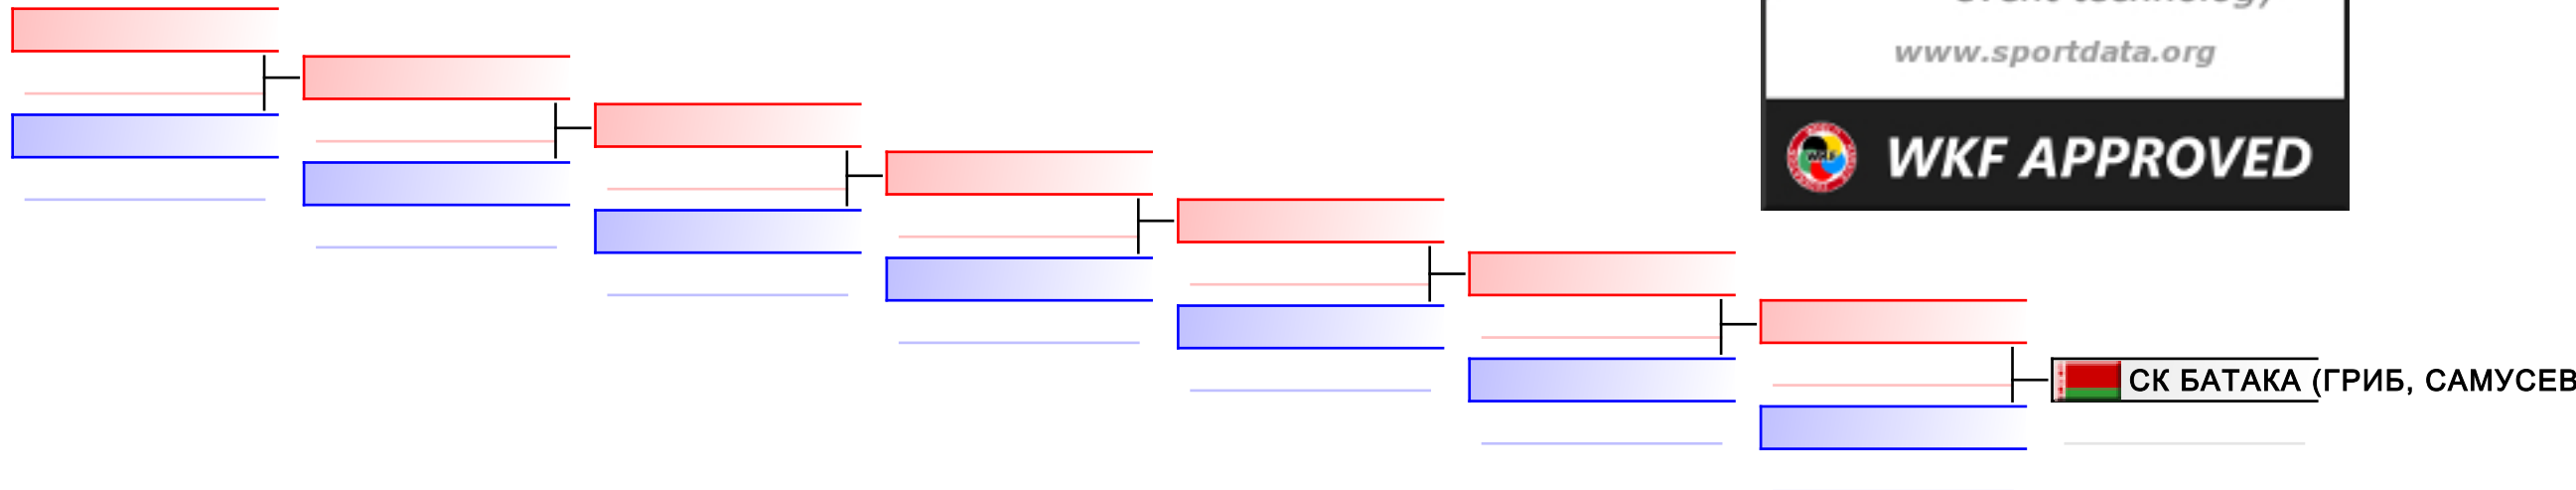 www.sportdata.org
WKF APPROVED
СК БАТАКА (ГРИБ, САМУСЕВ